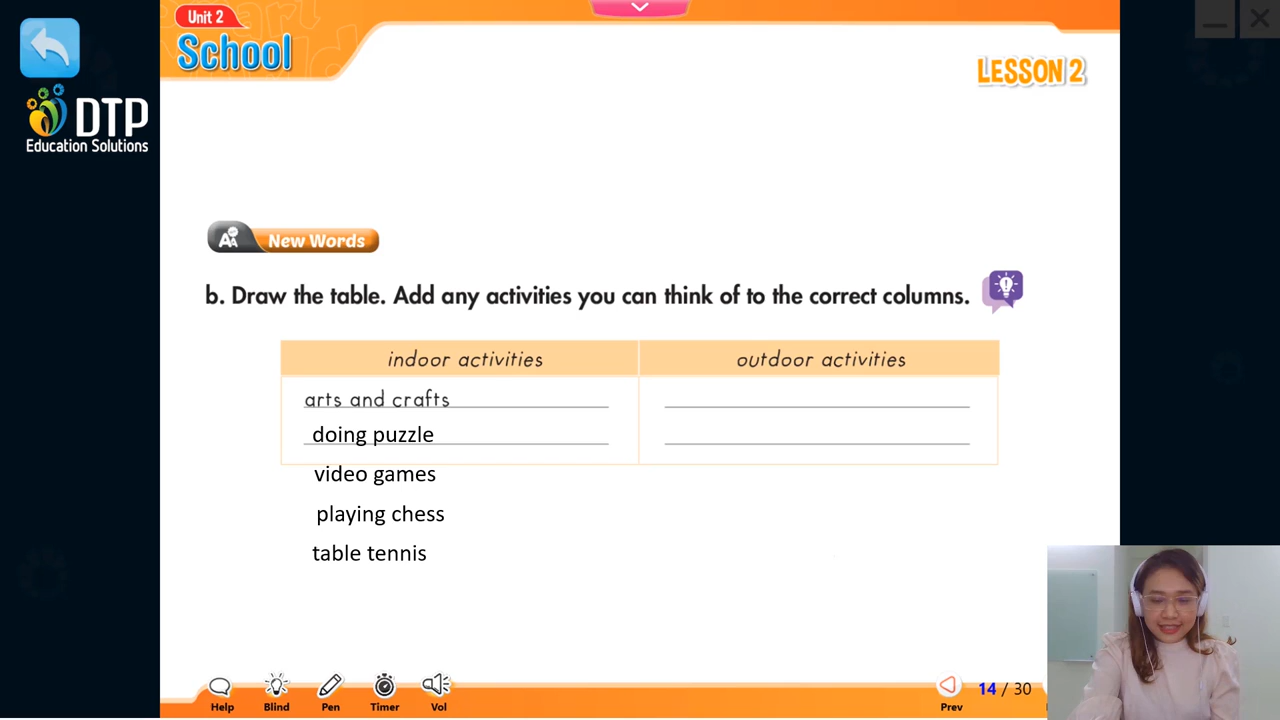 Unit 2
School
LESSON 2
DTP
Education Solutions
New Words
b. Draw the table. Add any activities you can think of to the correct columns.
indoor activities
outdoor activities
arts and crafts
doing puzzle
video games
playing chess
table tennis
Help
Blind
Pen
Timer
Vol
Prev
14 / 30